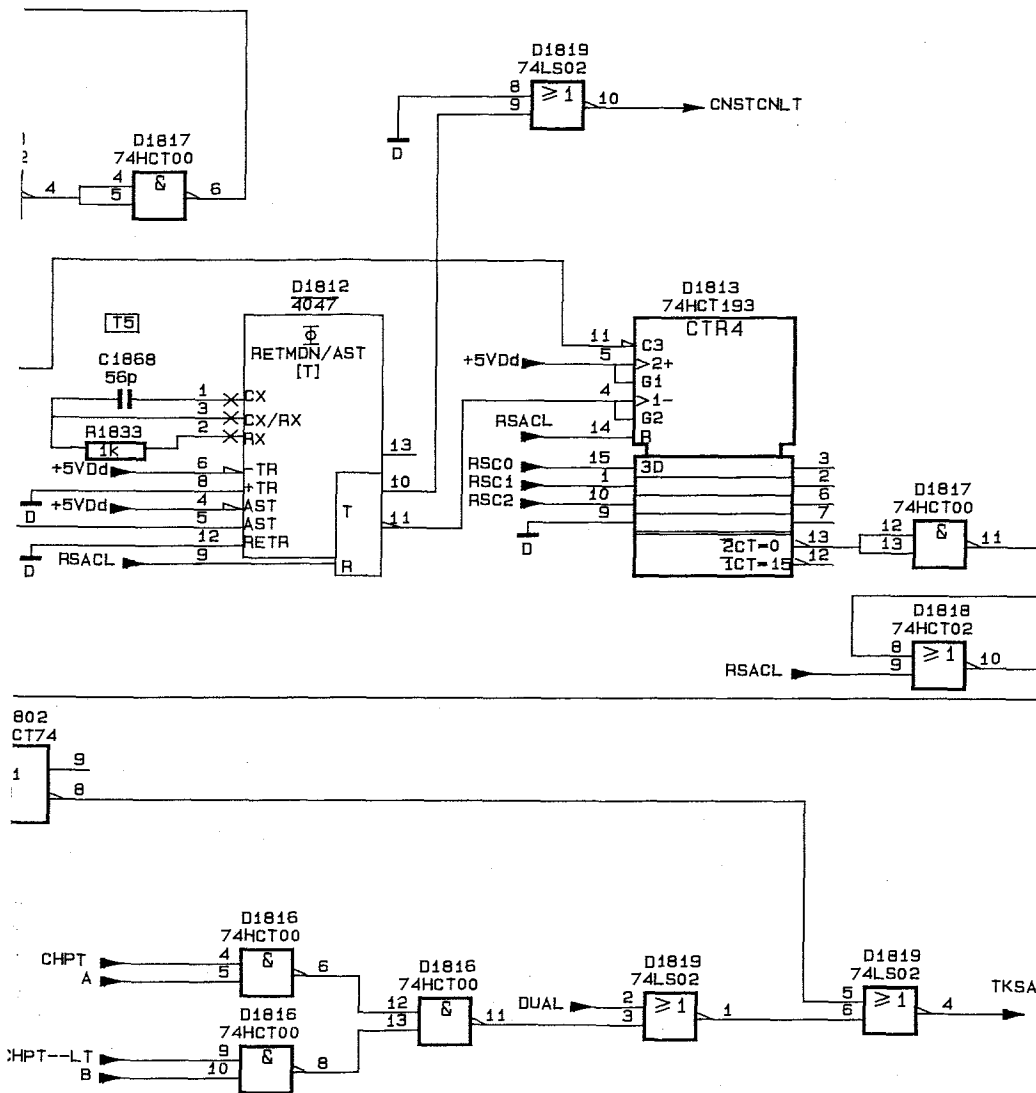 D1819
74LS02
8
9
≥1
10
CNSTCNLT
D
D1817
74HCT00
4
4
5
&
6
D1812
4047
T5
Φ
RETMDN/AST
[T]
C1868
56p
1
CX
3
CX/RX
2
RX
R1833
1k
+5VDd
6
-TR
8
+TR
D
+5VDd
4
AST
5
AST
12
RETR
D
RSACL
9
R
T
13
10
11
D1813
74HCT193
CTR4
11
C3
+5VDd
5
2+
G1
4
1-
G2
RSACL
14
R
RSC0
15
3D
3
RSC1
1
2
RSC2
10
6
9
7
D
2CT=0
13
1CT=15
12
D1817
74HCT00
12
13
&
11
D1818
74HCT02
8
9
≥1
10
RSACL
802
CT74
1
9
8
D1816
74HCT00
CHPT
4
A
5
&
6
D1816
74HCT00
CHPT--LT
9
B
10
&
8
D1816
74HCT00
12
13
&
11
D1819
74LS02
DUAL
2
3
≥1
1
D1819
74LS02
5
6
≥1
4
TKSA